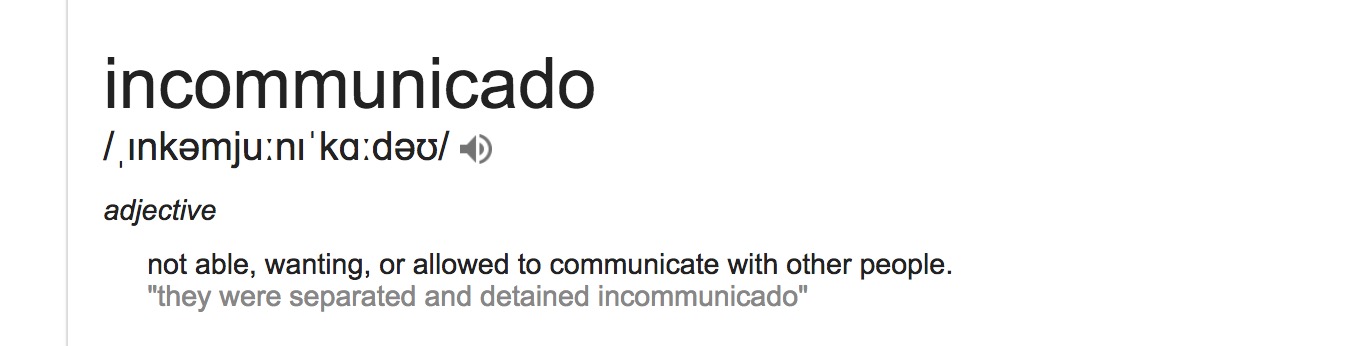 incommunicado
/ˌɪnkəmjuːnɪˈkɑːdəʊ/
adjective
not able, wanting, or allowed to communicate with other people.
"they were separated and detained incommunicado"